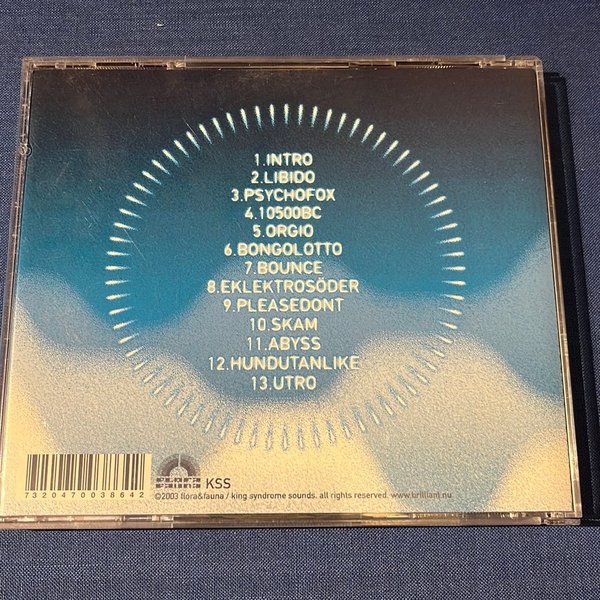 1.INTRO
2.LIBIDO
3.PSYCHOFOX
4.10500BC
5.ORGIO
6.BONGOLOTTO
7.BOUNCE
8.EKLEKTROSÖDER
9.PLEASEDONT
10.SKAM
11.ABYSS
12.HUNDUTANLIKE
13.UTRO
KSS
7320470038642
©2003 flora&fauna / king syndrome sounds. all rights reserved. www.brilliant.nu